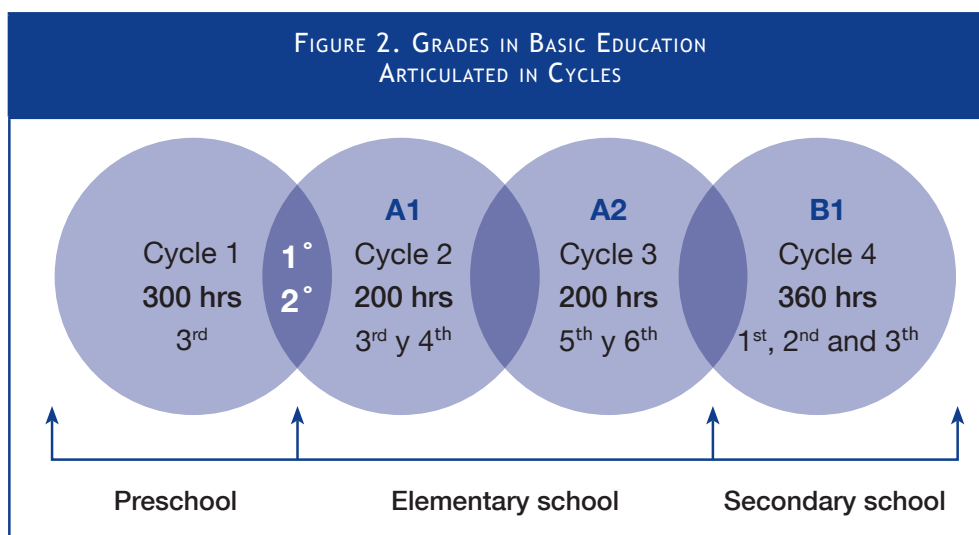 FIGURE 2. GRADES IN BASIC EDUCATION
ARTICULATED IN CYCLES
Cycle 1
300 hrs
3rd
1°
2°
A1
Cycle 2
200 hrs
3rd y 4th
A2
Cycle 3
200 hrs
5th y 6th
B1
Cycle 4
360 hrs
1st, 2nd and 3th
Preschool
Elementary school
Secondary school